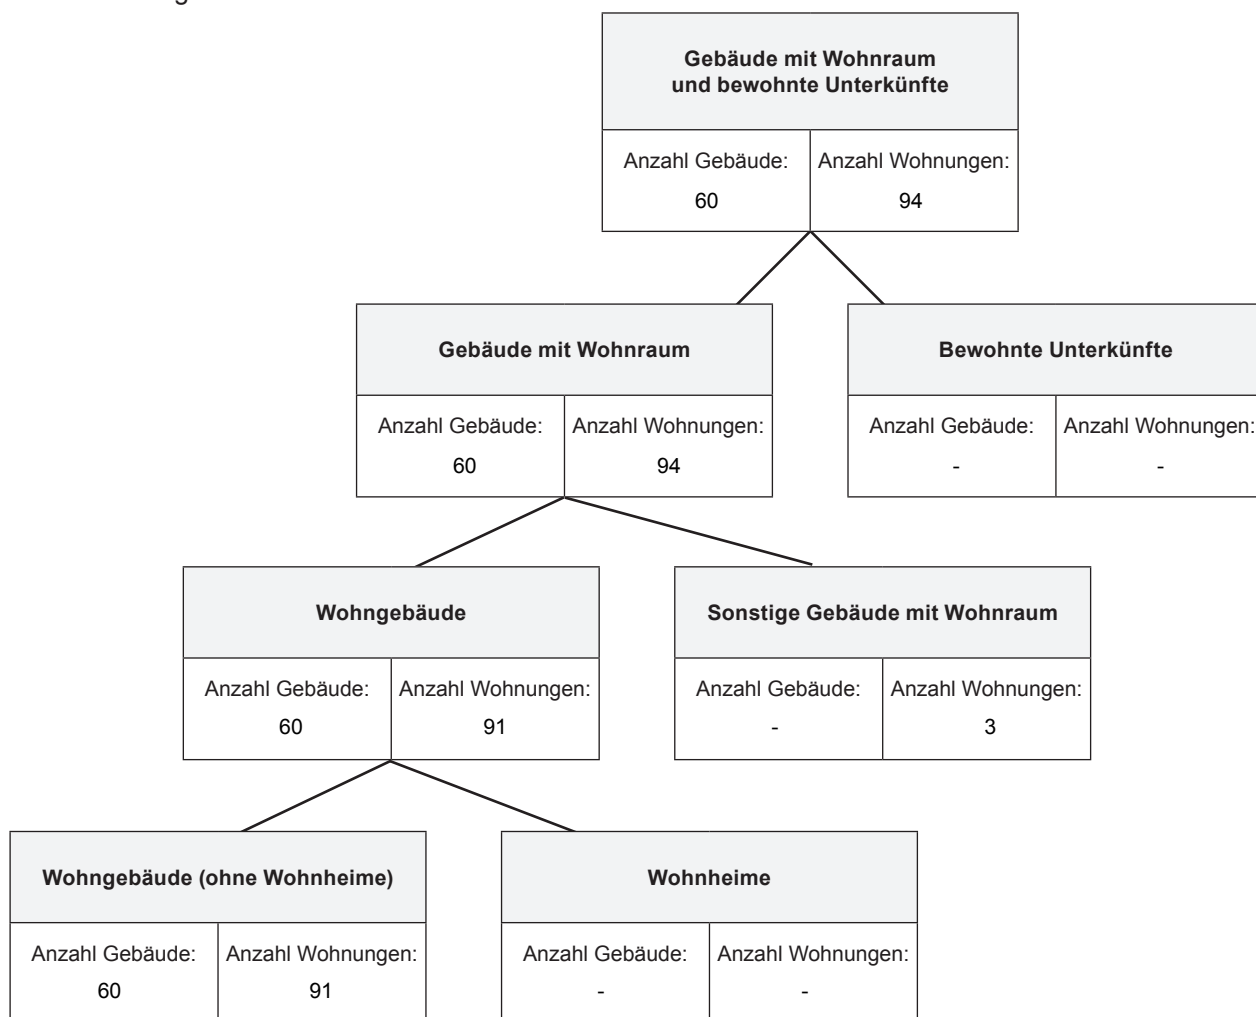 Gebäude mit Wohnraum
und bewohnte Unterkünfte
Anzahl Gebäude: Anzahl Wohnungen:
60 94
Gebäude mit Wohnraum
Bewohnte Unterkünfte
Anzahl Gebäude: Anzahl Wohnungen:
60 94
Anzahl Gebäude: Anzahl Wohnungen:
- -
Wohngebäude
Sonstige Gebäude mit Wohnraum
Anzahl Gebäude: Anzahl Wohnungen:
60 91
Anzahl Gebäude: Anzahl Wohnungen:
- 3
Wohngebäude (ohne Wohnheime)
Wohnheime
Anzahl Gebäude: Anzahl Wohnungen:
60 91
Anzahl Gebäude: Anzahl Wohnungen:
- -